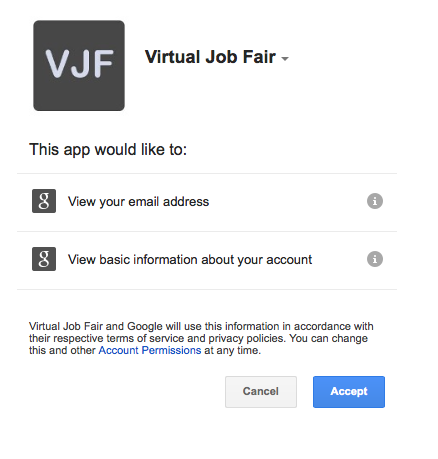 VJF
Virtual Job Fair
This app would like to:
g View your email address i
g View basic information about your account i
Virtual Job Fair and Google will use this information in accordance with
their respective terms of service and privacy policies. You can change
this and other Account Permissions at any time.
Cancel Accept